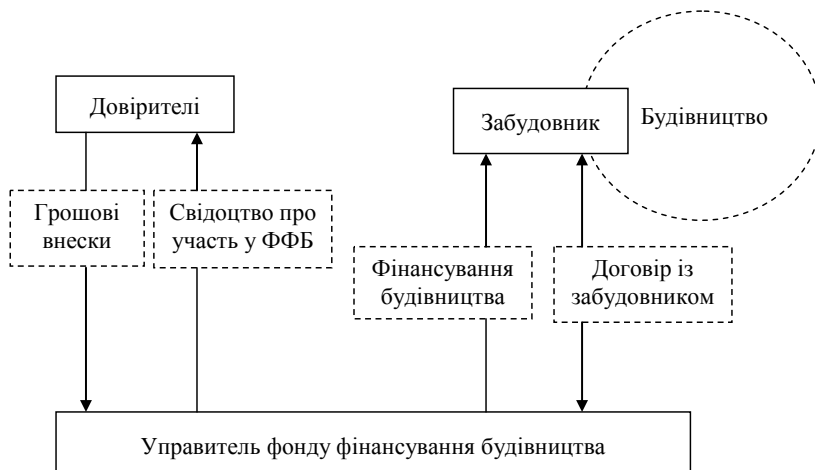 Довірителі
Забудовник
Будівництво
Грошові
внески
Свідоцтво про
участь у ФФБ
Фінансування
будівництва
Договір із
забудовником
Управитель фонду фінансування будівництва